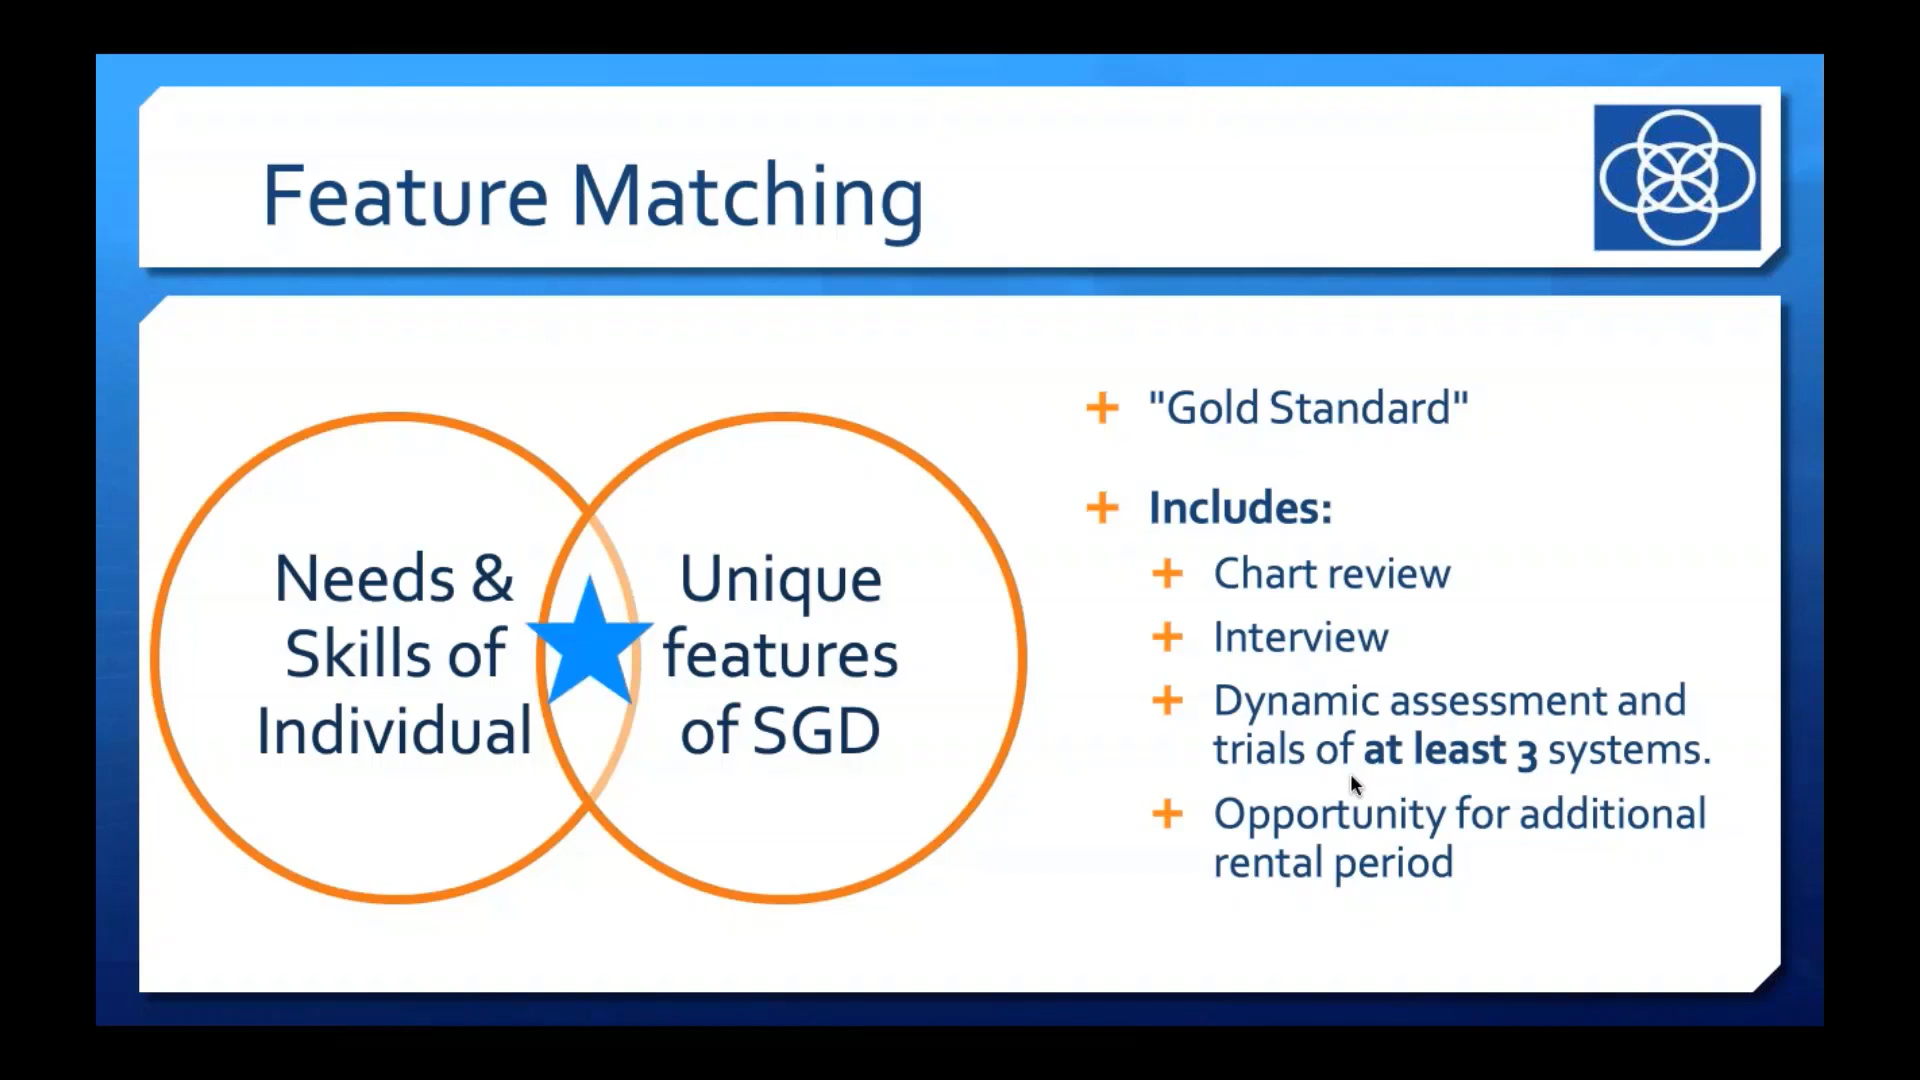 Feature Matching
Needs &
Skills of
Individual
Unique
features
of SGD
"Gold Standard"
Includes:
Chart review
Interview
Dynamic assessment and
trials of at least 3 systems.
Opportunity for additional
rental period